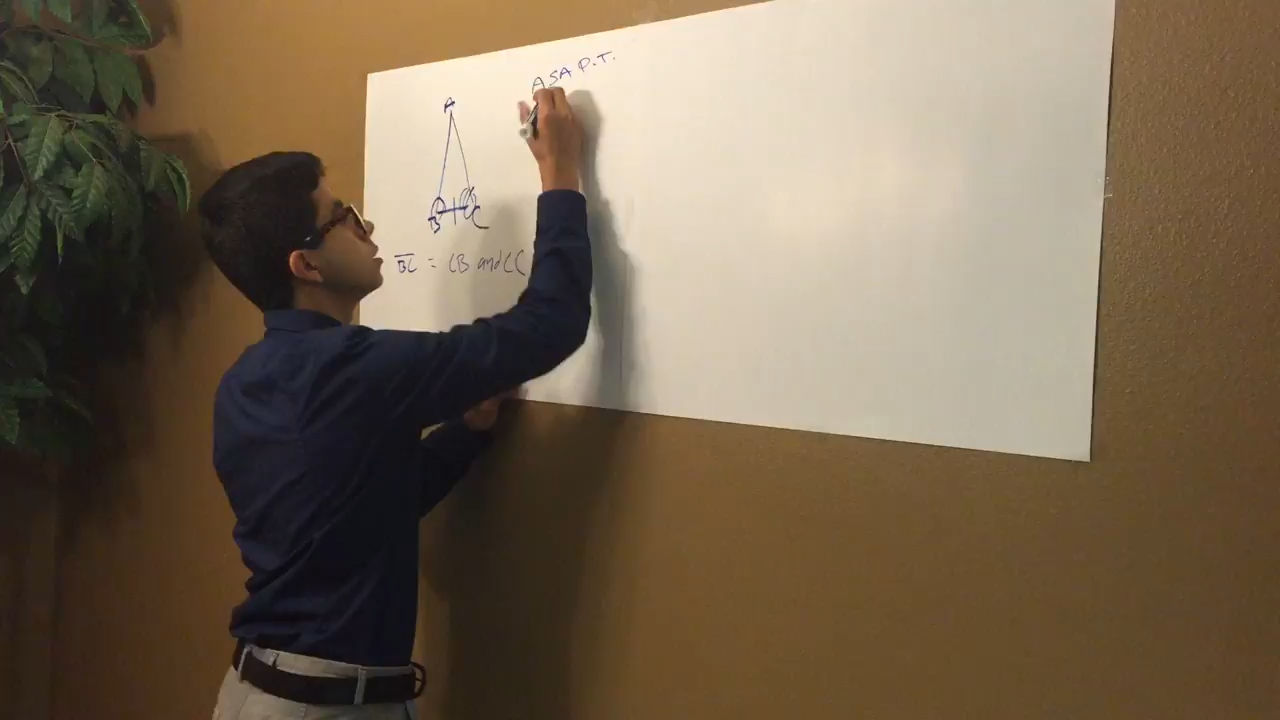 ASA P.T.
A
B C
BC = <B and <C